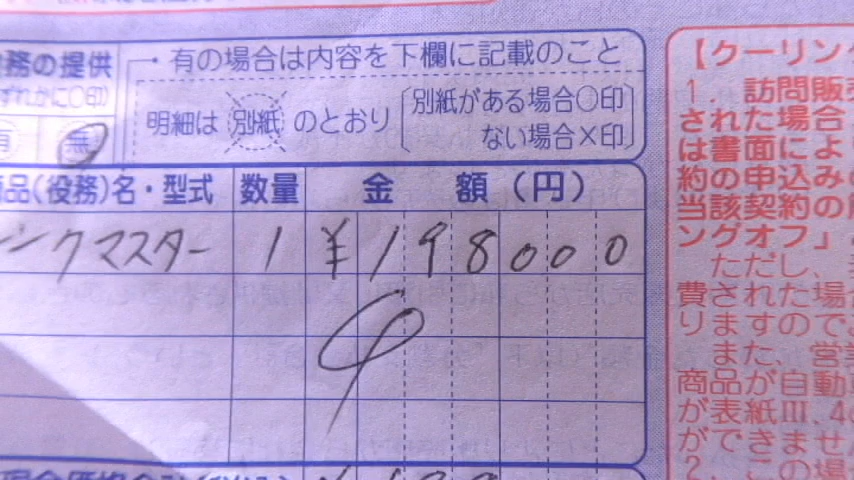 務の提供
・有の場合は内容を下欄に記載のこと
ずれかに○印
明細は 別紙 のとおり
別紙がある場合○印
ない場合×印
有 無
商品(役務)名・型式 数量 金額(円)
ンクマスター 1 ¥198000
【クーリング
1. 訪問販売
された場合
は書面によ
約の申込み
当該契約の
ングオフ」
ただし、
費された場
りますので
また、営業
商品が自動
が表紙Ⅲ、4
ができませ
2. この場